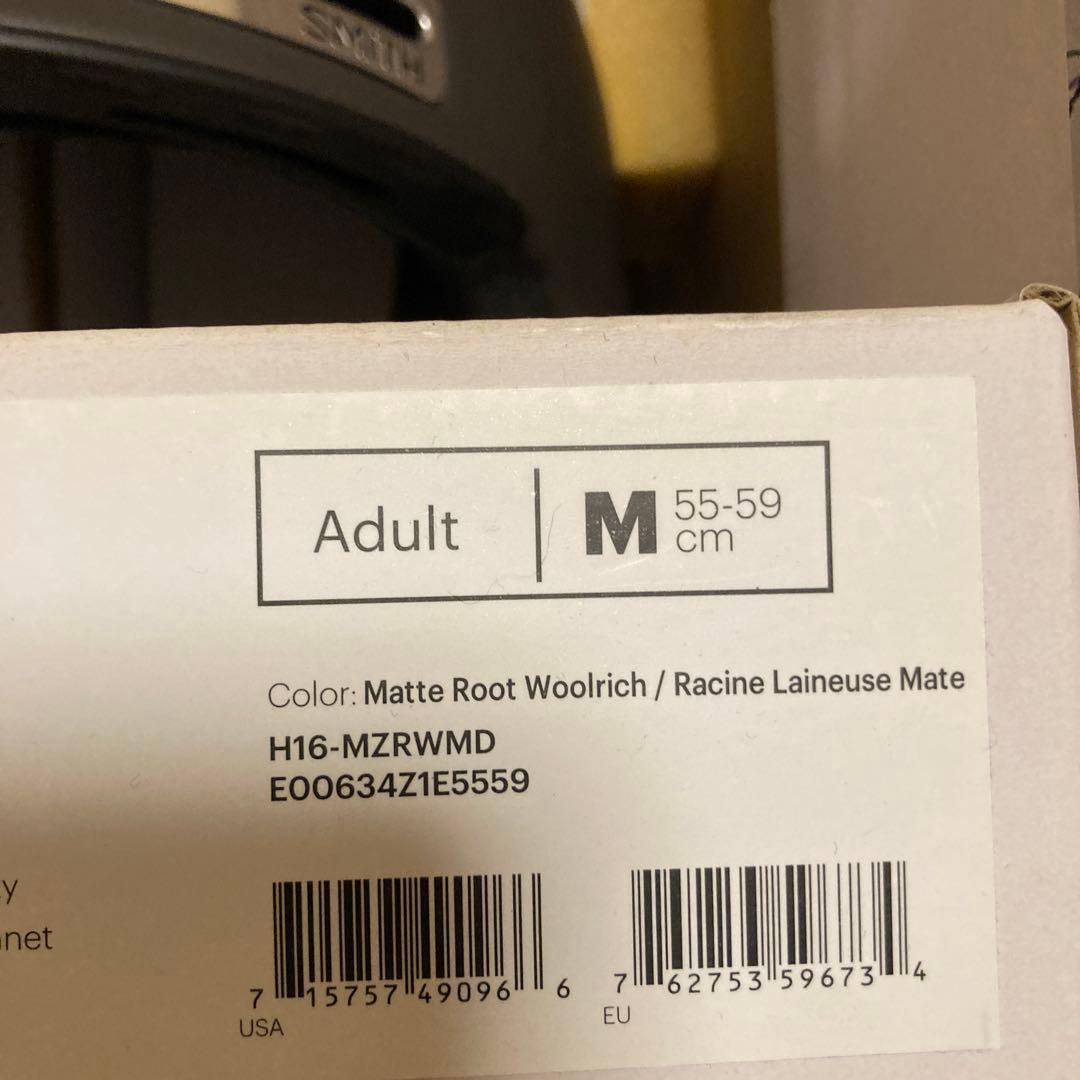 SMITH
Adult | M 55-59
cm
Color: Matte Root Woolrich / Racine Laineuse Mate
H16-MZRWMD
E00634Z1E5559
y
net
7 15757 49096 6
USA
7 62753 59673 4
EU